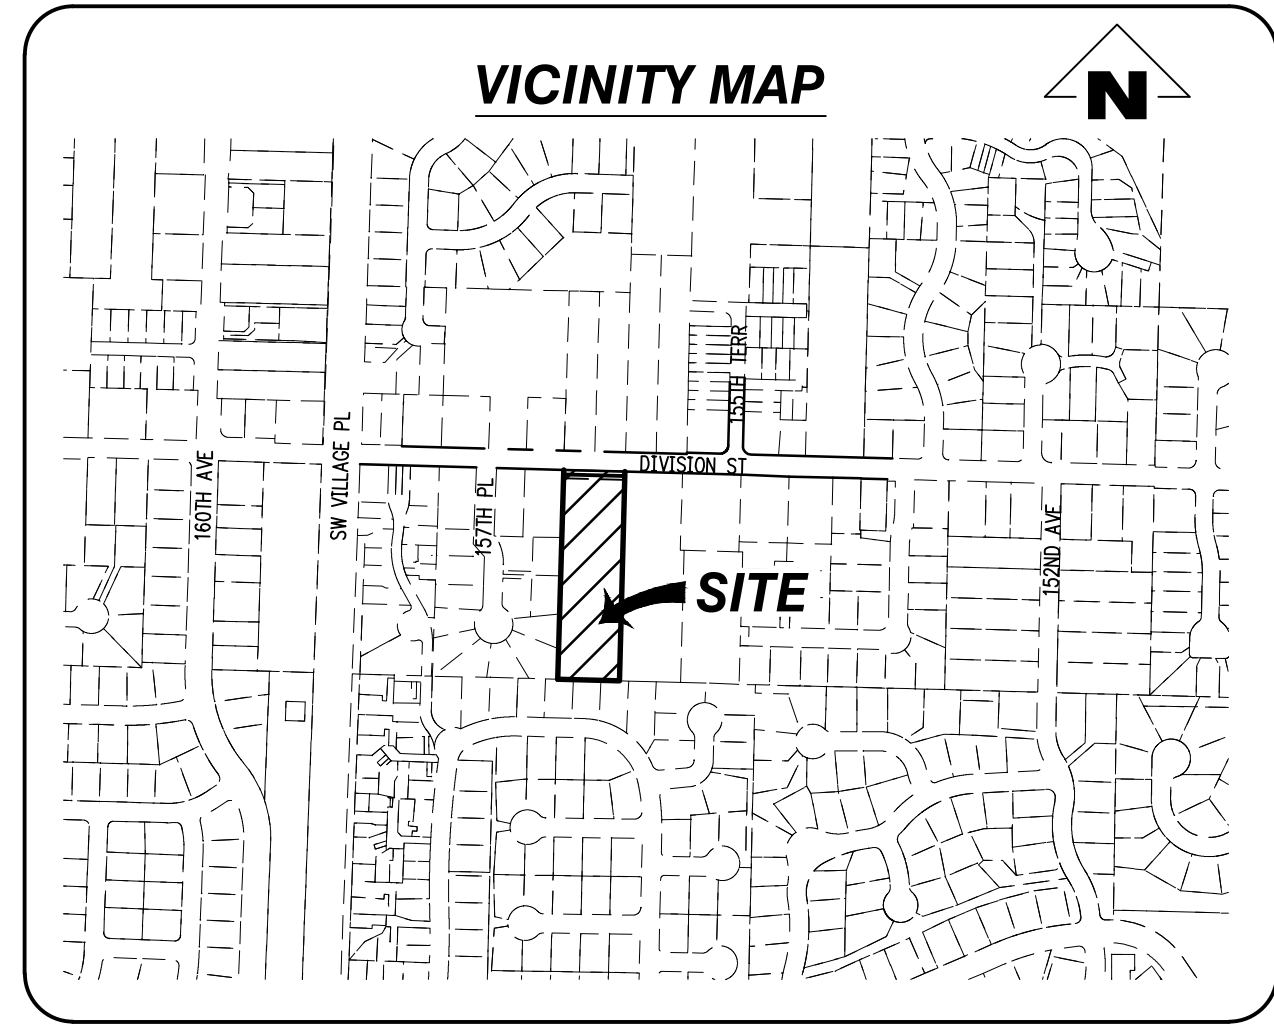 VICINITY MAP
N
155TH TERR
DIVISION ST
160TH AVE
SW VILLAGE PL
157TH PL
152ND AVE
SITE